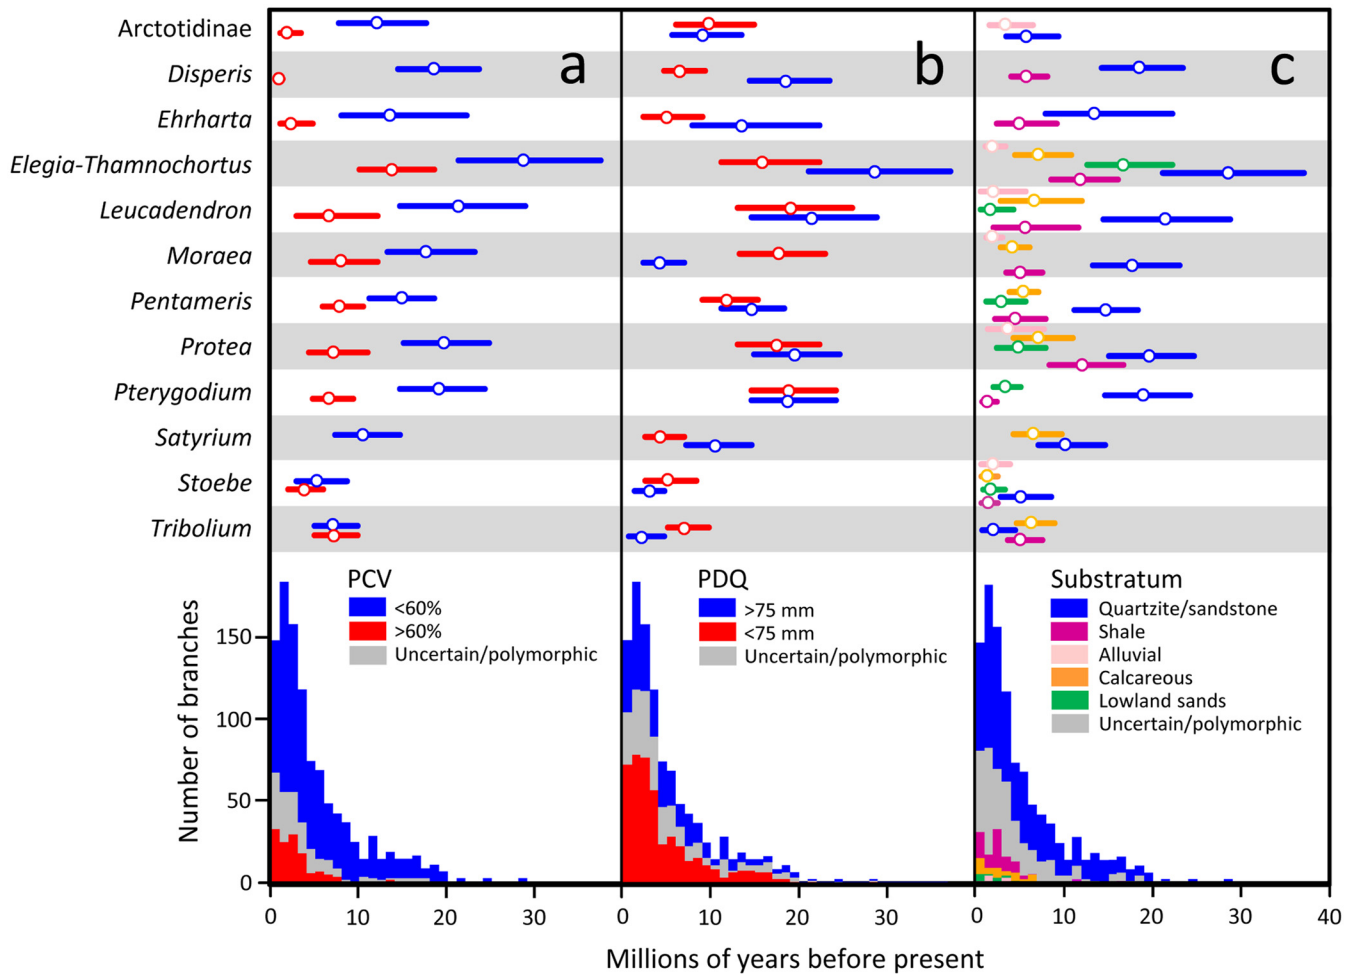 Arctotidinae
Disperis
Ehrharta
Elegia-Thamnochortus
Leucadendron
Moraea
Pentameris
Protea
Pterygodium
Satyrium
Stoebe
Tribolium
a
b
c
PCV
<60%
>60%
Uncertain/polymorphic
PDQ
>75 mm
<75 mm
Uncertain/polymorphic
Substratum
Quartzite/sandstone
Shale
Alluvial
Calcareous
Lowland sands
Uncertain/polymorphic
Number of branches
150
100
50
0
0 10 20 30
0 10 20 30
0 10 20 30 40
Millions of years before present